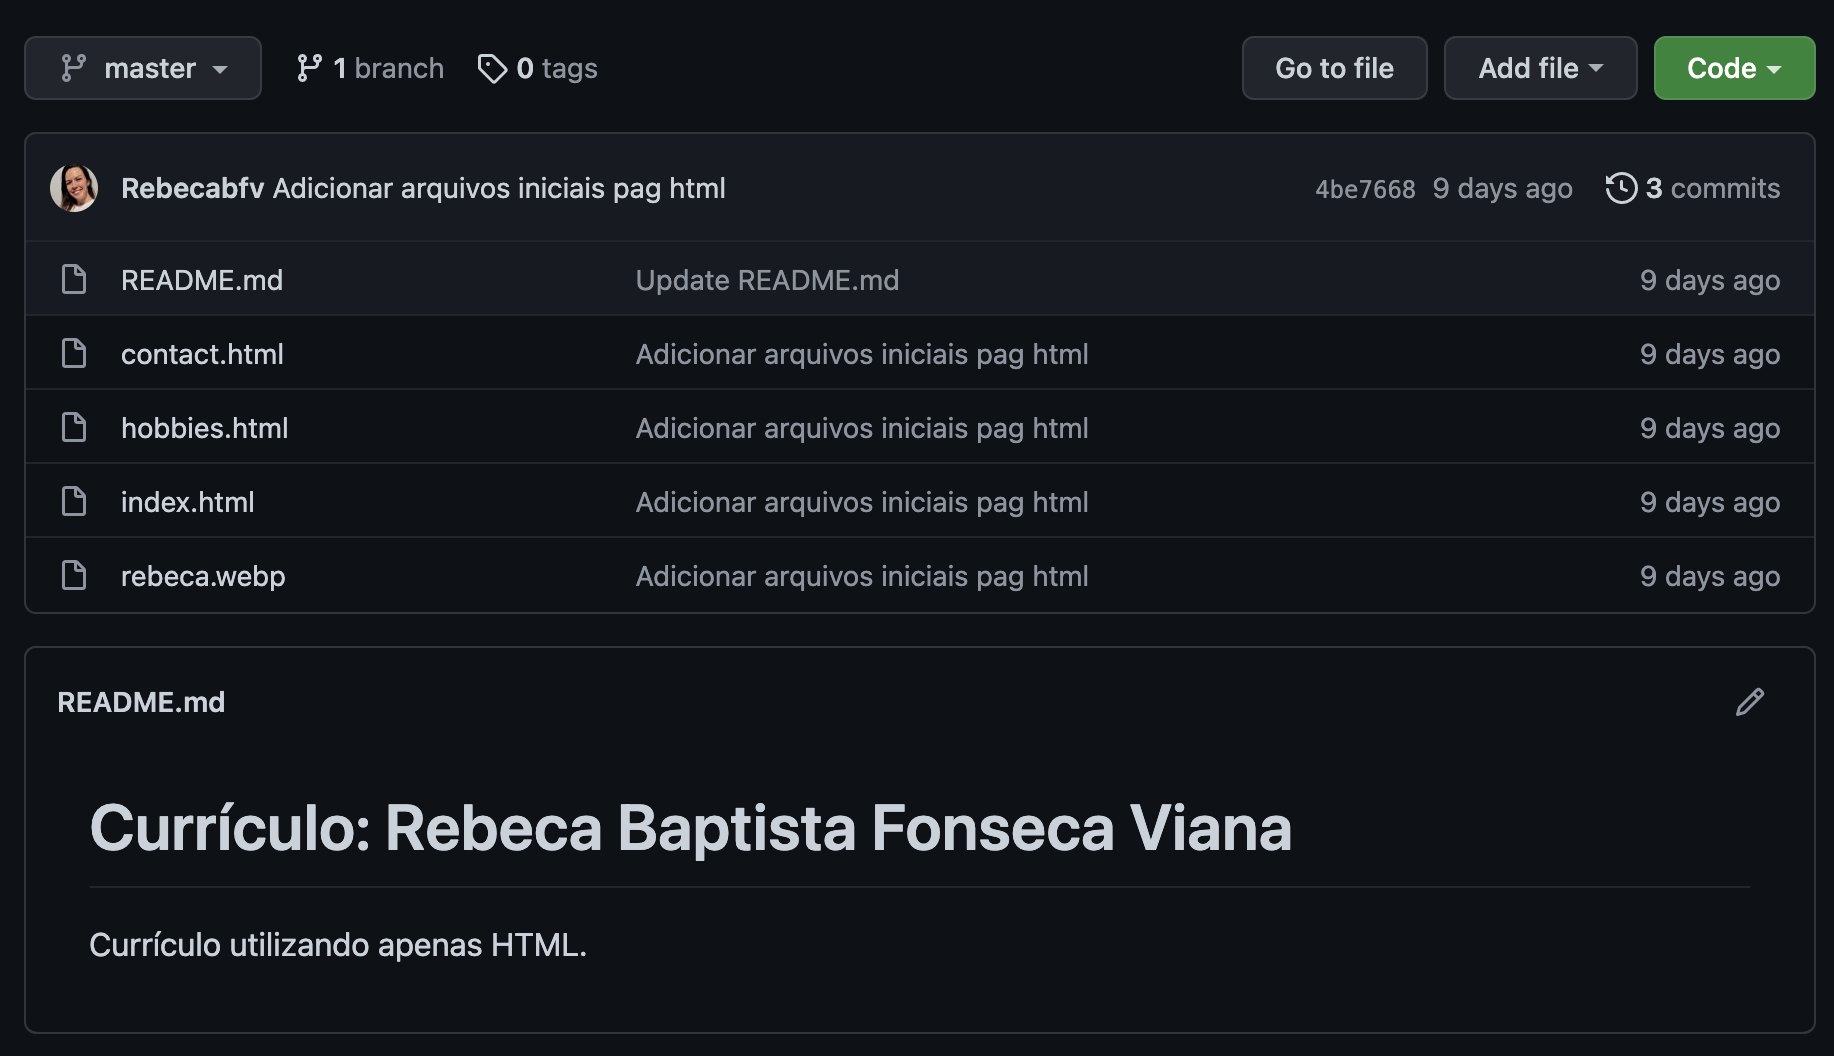 master 1 branch 0 tags Go to file Add file Code
Rebecabfv Adicionar arquivos iniciais pag html 4be7668 9 days ago 3 commits
README.md Update README.md 9 days ago
contact.html Adicionar arquivos iniciais pag html 9 days ago
hobbies.html Adicionar arquivos iniciais pag html 9 days ago
index.html Adicionar arquivos iniciais pag html 9 days ago
rebeca.webp Adicionar arquivos iniciais pag html 9 days ago
README.md
Currículo: Rebeca Baptista Fonseca Viana
Currículo utilizando apenas HTML.